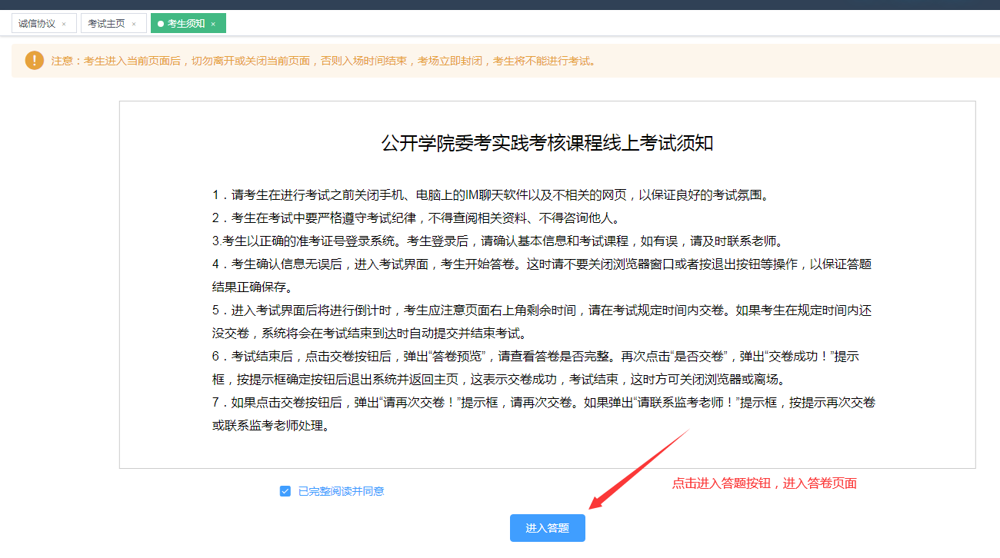 诚信协议 × 考试主页 × 考生须知 ×
! 注意：考生进入当前页面后，切勿离开或关闭当前页面，否则入场时间结束，考场立即封闭，考生将不能进行考试。
公开学院委考实践考核课程线上考试须知
1．请考生在进行考试之前关闭手机、电脑上的IM聊天软件以及不相关的网页，以保证良好的考试氛围。
2．考生在考试中要严格遵守考试纪律，不得查阅相关资料、不得咨询他人。
3.考生以正确的准考证号登录系统。考生登录后，请确认基本信息和考试课程，如有误，请及时联系老师。
4．考生确认信息无误后，进入考试界面，考生开始答卷。这时请不要关闭浏览器窗口或者按退出按钮等操作，以保证答题
结果正确保存。
5．进入考试界面后将进行倒计时，考生应注意页面右上角剩余时间，请在考试规定时间内交卷。如果考生在规定时间内还
没交卷，系统将会在考试结束到达时自动提交并结束考试。
6．考试结束后，点击交卷按钮后，弹出“答卷预览”，请查看答卷是否完整。再次点击“是否交卷”，弹出“交卷成功！”提示
框，按提示框确定按钮后退出系统并返回主页，这表示交卷成功，考试结束，这时方可关闭浏览器或离场。
7．如果点击交卷按钮后，弹出“请再次交卷！”提示框，请再次交卷。如果弹出“请联系监考老师！”提示框，按提示再次交卷
或联系监考老师处理。
点击进入答题按钮，进入答卷页面
已完整阅读并同意
进入答题